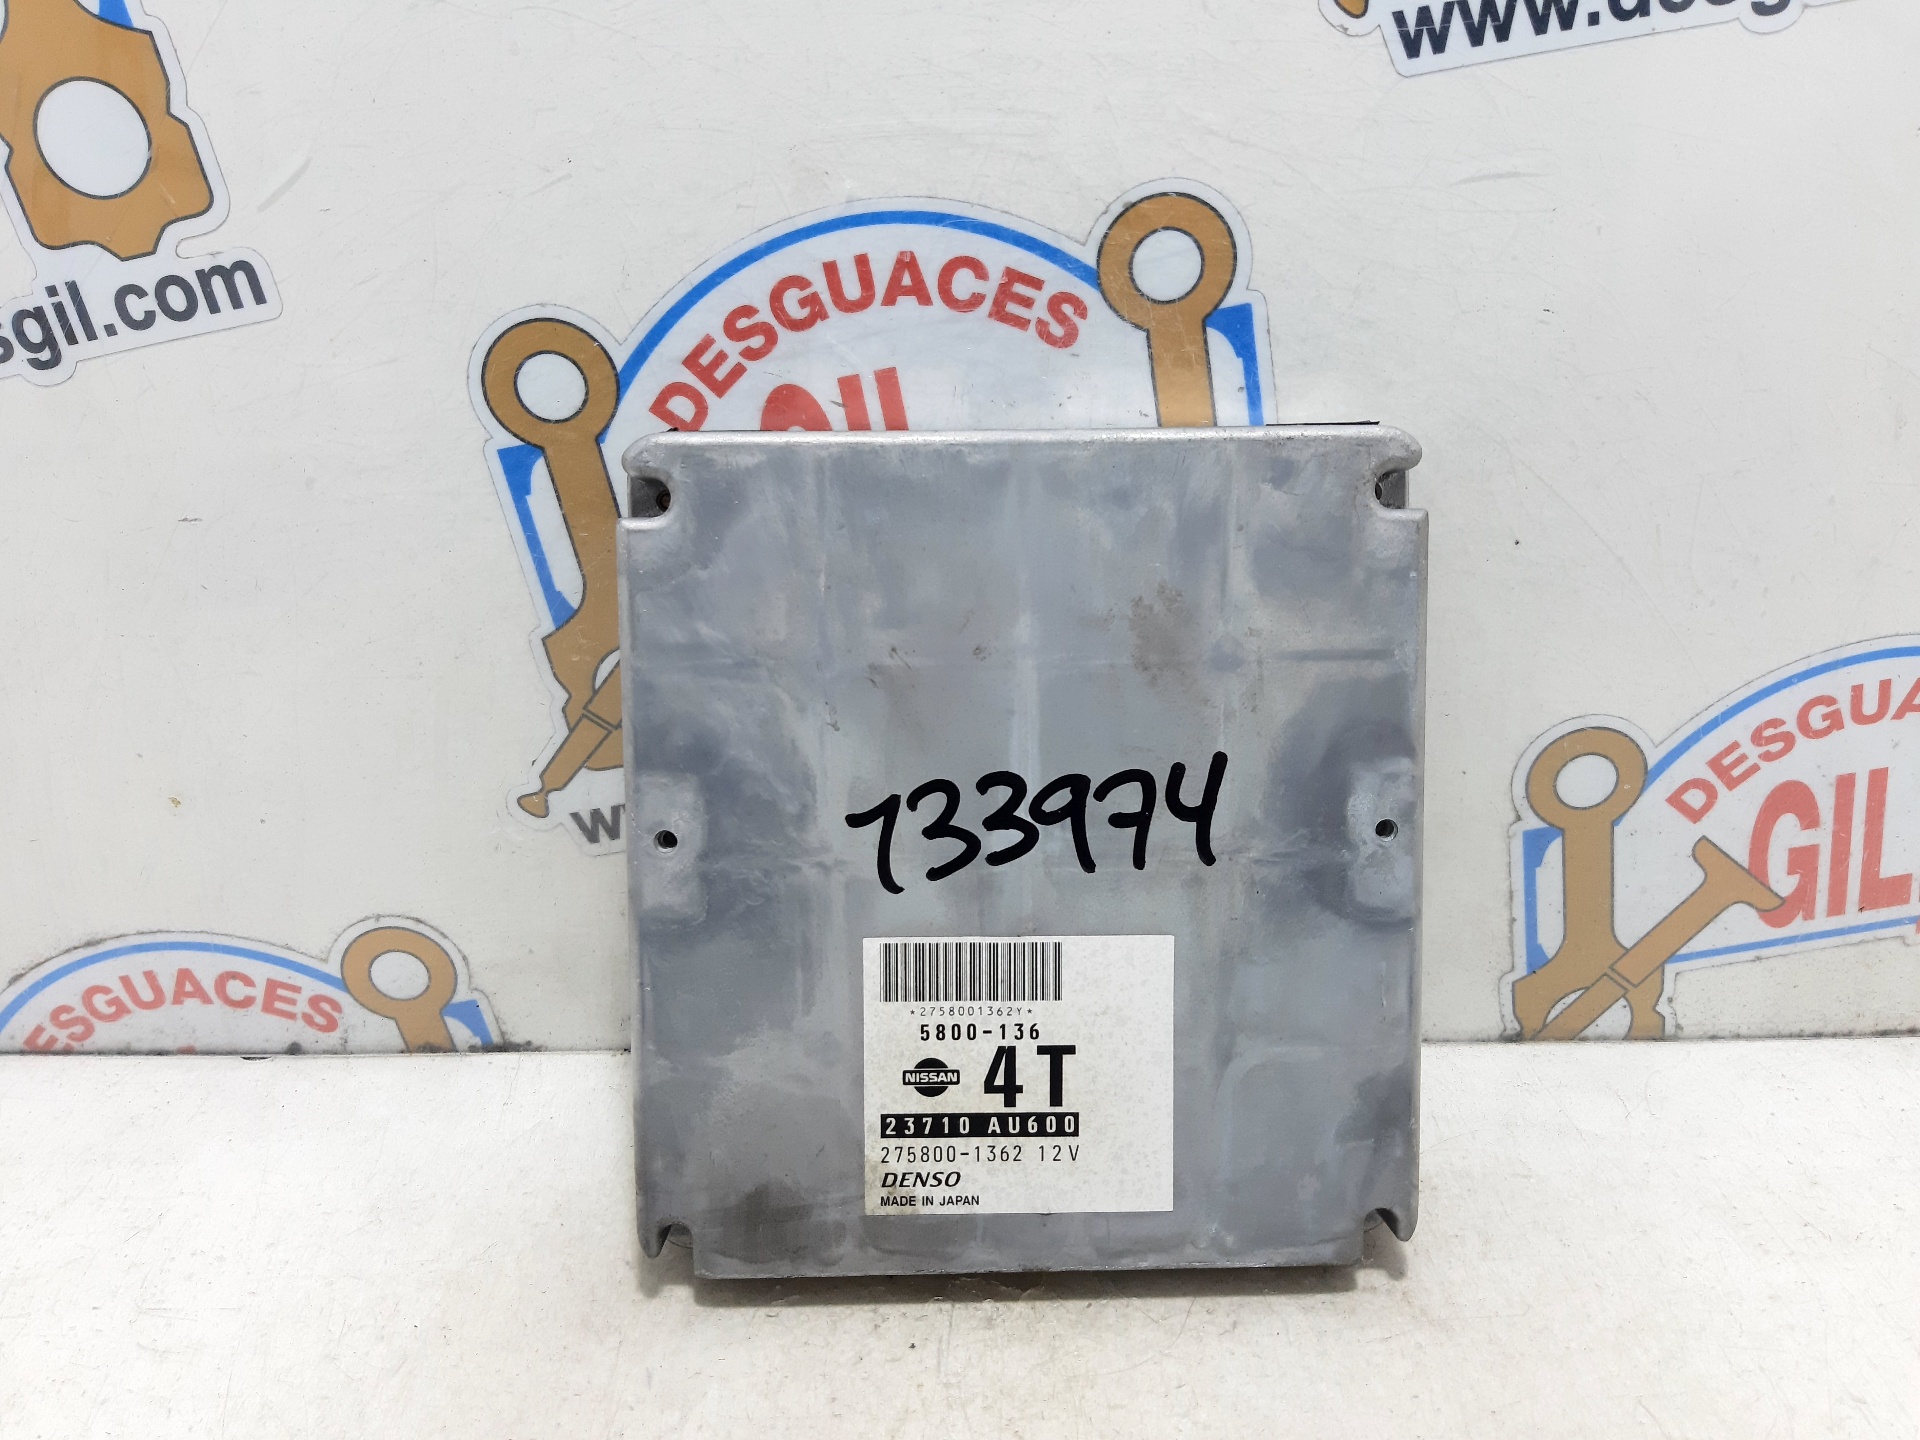 www.desgil
sgil.com
DESGUACES
GIL
DESGUA
GIL
w
133974
*2758001362Y*
5800-136
NISSAN 4T
23710 AU600
275800-1362 12V
DENSO
MADE IN JAPAN
ESGUACES